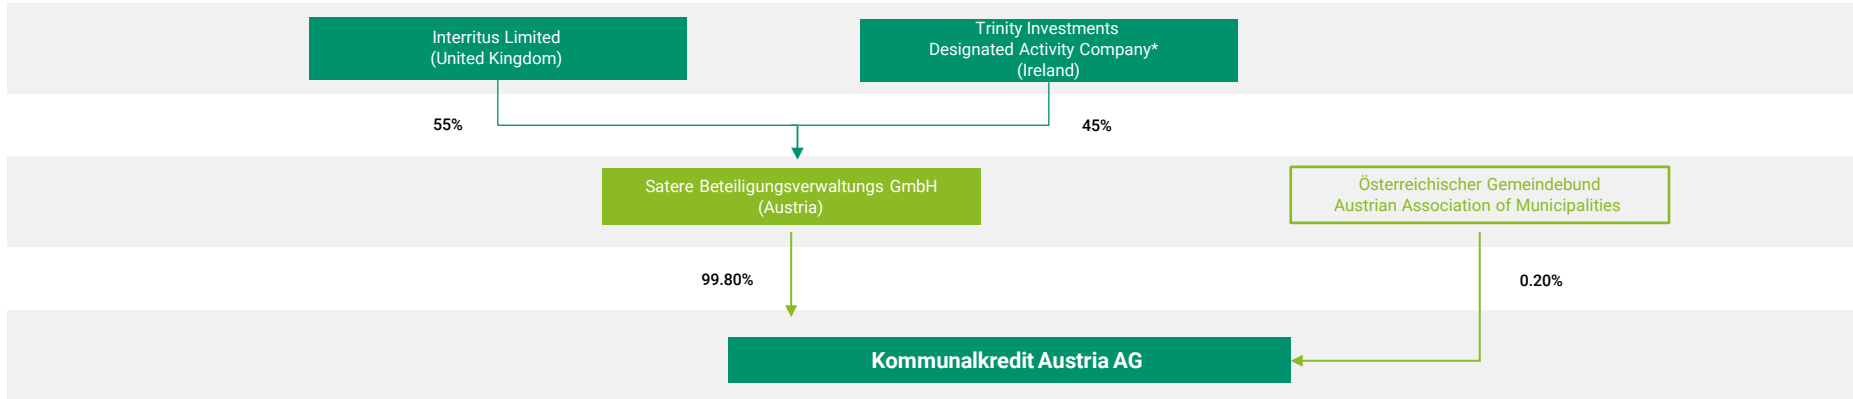 Interritus Limited
(United Kingdom)
Trinity Investments
Designated Activity Company*
(Ireland)
55%
45%
Satere Beteiligungsverwaltungs GmbH
(Austria)
Österreichischer Gemeindebund
Austrian Association of Municipalities
99.80%
0.20%
Kommunalkredit Austria AG